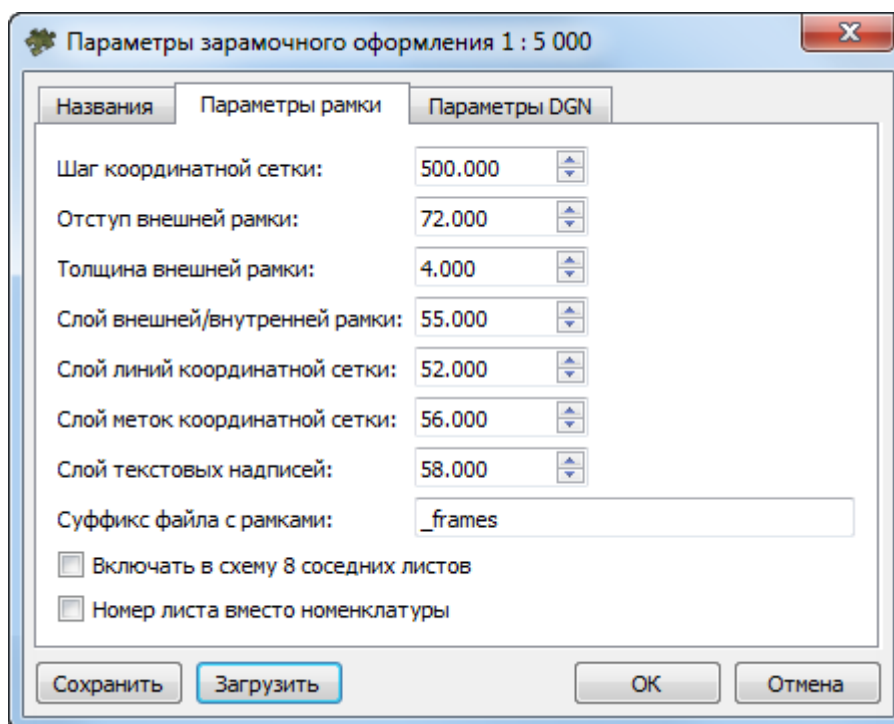 Параметры зарамочного оформления 1 : 5 000
Названия Параметры рамки Параметры DGN
Шаг координатной сетки: 500.000
Отступ внешней рамки: 72.000
Толщина внешней рамки: 4.000
Слой внешней/внутренней рамки: 55.000
Слой линий координатной сетки: 52.000
Слой меток координатной сетки: 56.000
Слой текстовых надписей: 58.000
Суффикс файла с рамками: _frames
Включать в схему 8 соседних листов
Номер листа вместо номенклатуры
Сохранить Загрузить OK Отмена